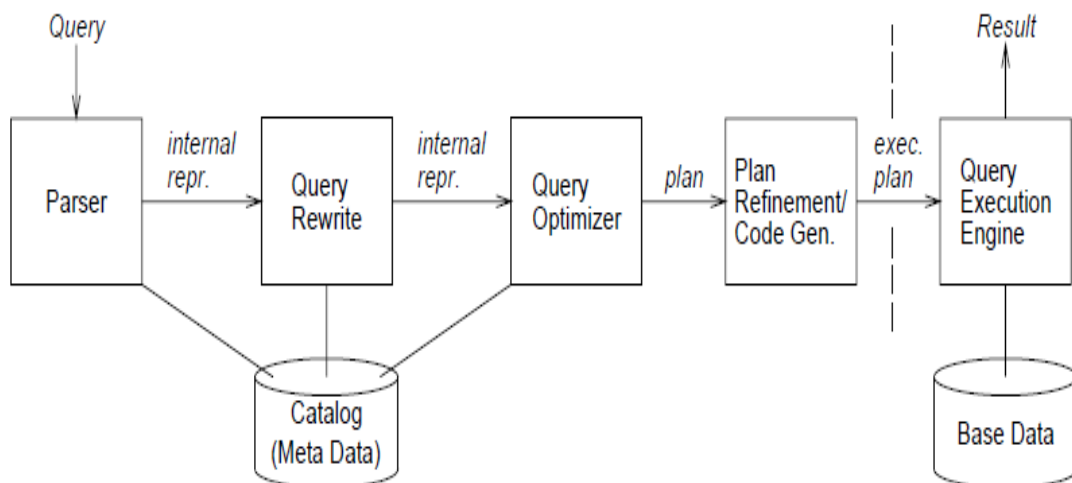 Query
Result
Parser
internal
repr.
Query
Rewrite
internal
repr.
Query
Optimizer
plan
Plan
Refinement/
Code Gen.
exec.
plan
Query
Execution
Engine
Catalog
(Meta Data)
Base Data